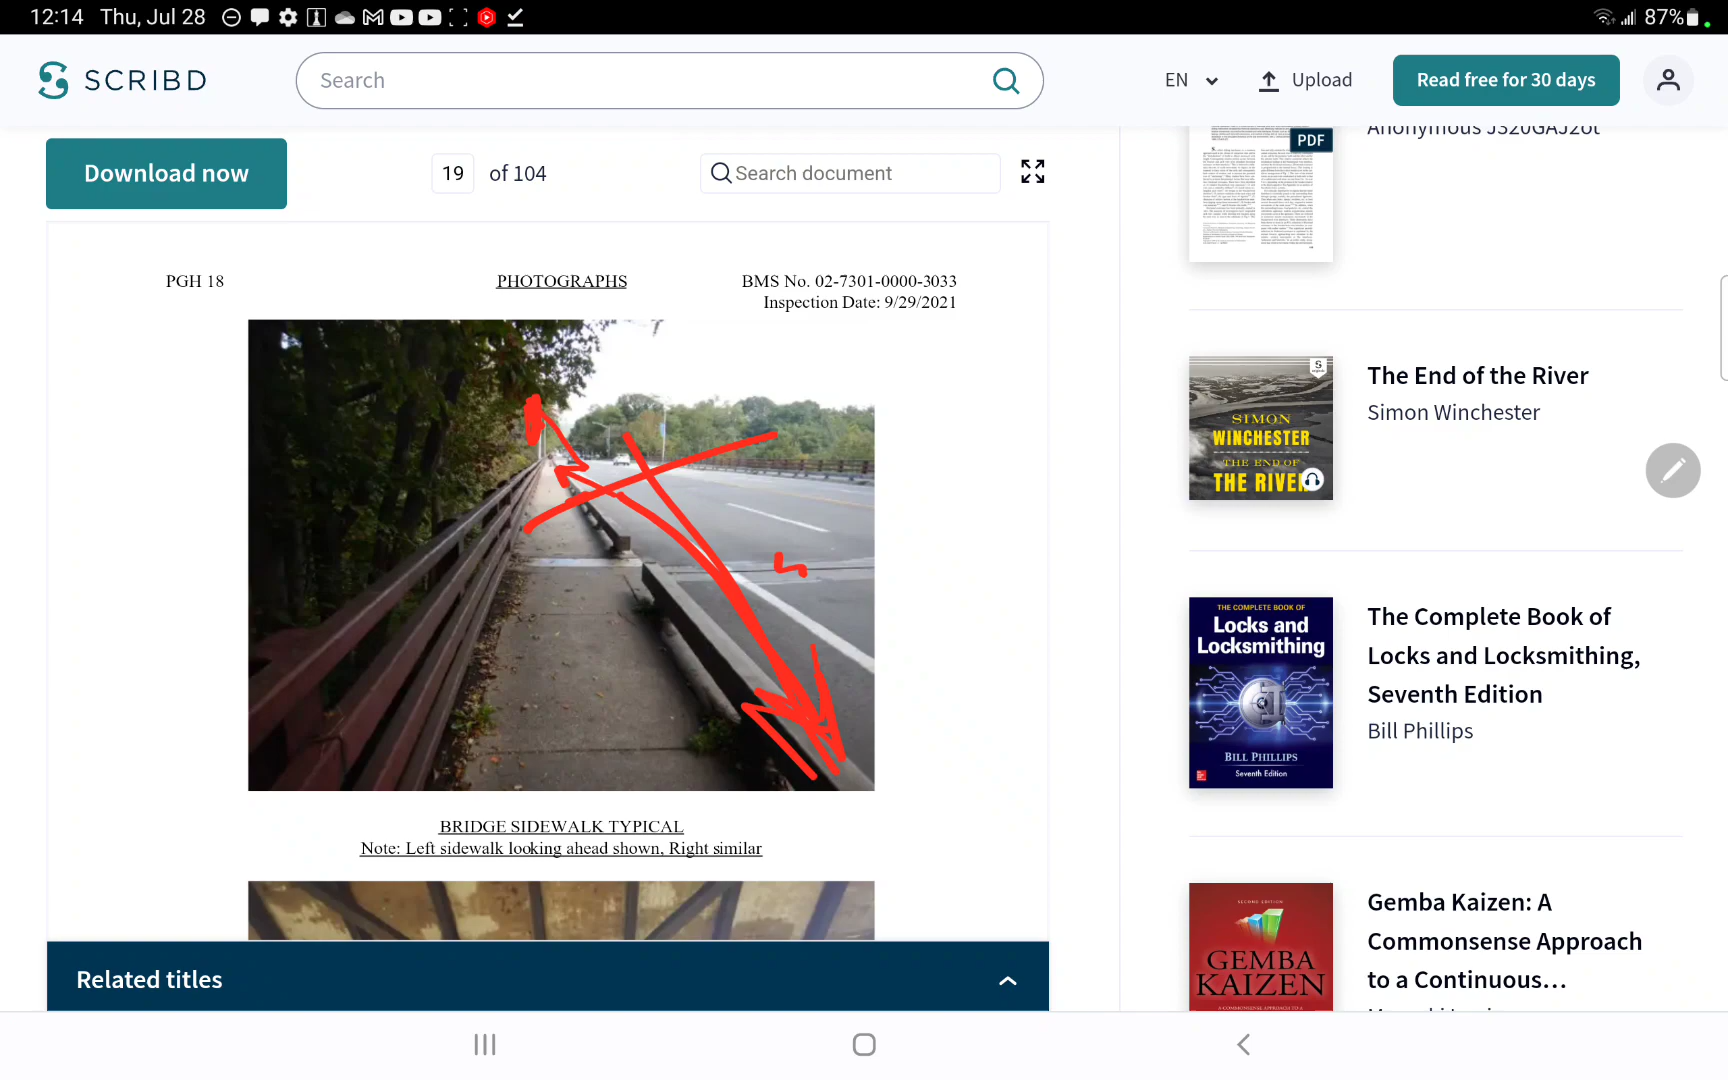 12:14 Thu, Jul 28 87%
SCRIBD
Search
EN
Upload
Read free for 30 days
Download now
19 of 104
Search document
PGH 18
PHOTOGRAPHS
BMS No. 02-7301-0000-3033
Inspection Date: 9/29/2021
BRIDGE SIDEWALK TYPICAL
Note: Left sidewalk looking ahead shown, Right similar
Related titles
PDF
SIMON
WINCHESTER
THE END OF
THE RIVER
The End of the River
Simon Winchester
THE COMPLETE BOOK OF
Locks and
Locksmithing
BILL PHILLIPS
Seventh Edition
The Complete Book of
Locks and Locksmithing,
Seventh Edition
Bill Phillips
SECOND EDITION
GEMBA
KAIZEN
Gemba Kaizen: A
Commonsense Approach
to a Continuous...